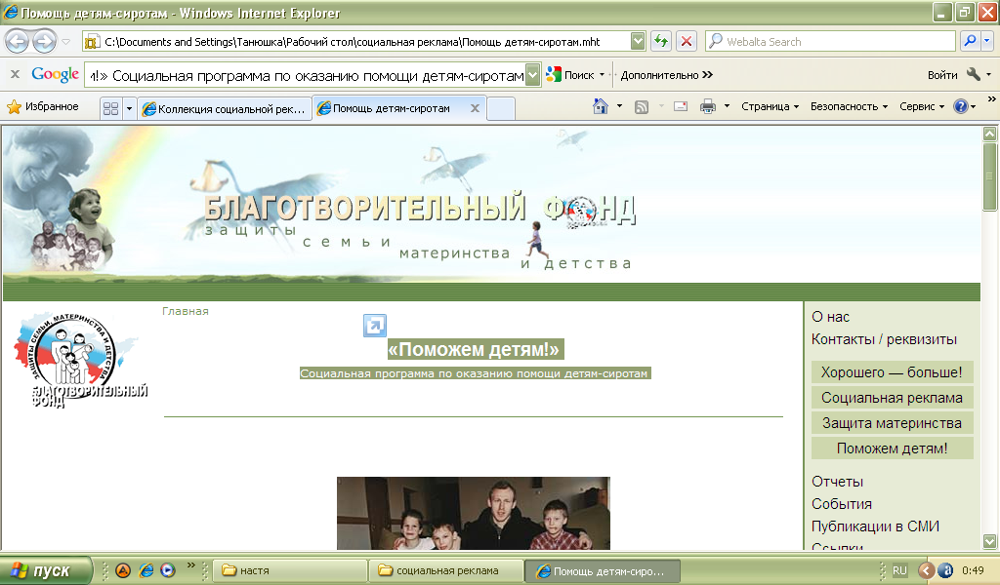 Помощь детям-сиротам - Windows Internet Explorer
C:\Documents and Settings\Танюшка\Рабочий стол\социальная реклама\Помощь детям-сиротам.mht
Webalta Search
x Google и!» Социальная программа по оказанию помощи детям-сиротам Поиск Дополнительно >> Войти
Избранное Коллекция социальной рек... Помощь детям-сиротам x Страница Безопасность Сервис
БЛАГОТВОРИТЕЛЬНЫЙ ФОНД
защиты
семьи
материнства
и детства
ЗАЩИТЫ СЕМЬИ, МАТЕРИНСТВА И ДЕТСТВА
БЛАГОТВОРИТЕЛЬНЫЙ
ФОНД
Главная
«Поможем детям!»
Социальная программа по оказанию помощи детям-сиротам
О нас
Контакты / реквизиты
Хорошего — больше!
Социальная реклама
Защита материнства
Поможем детям!
Отчеты
События
Публикации в СМИ
Ссылки
пуск настя социальная реклама Помощь детям-сиро... RU 0:49